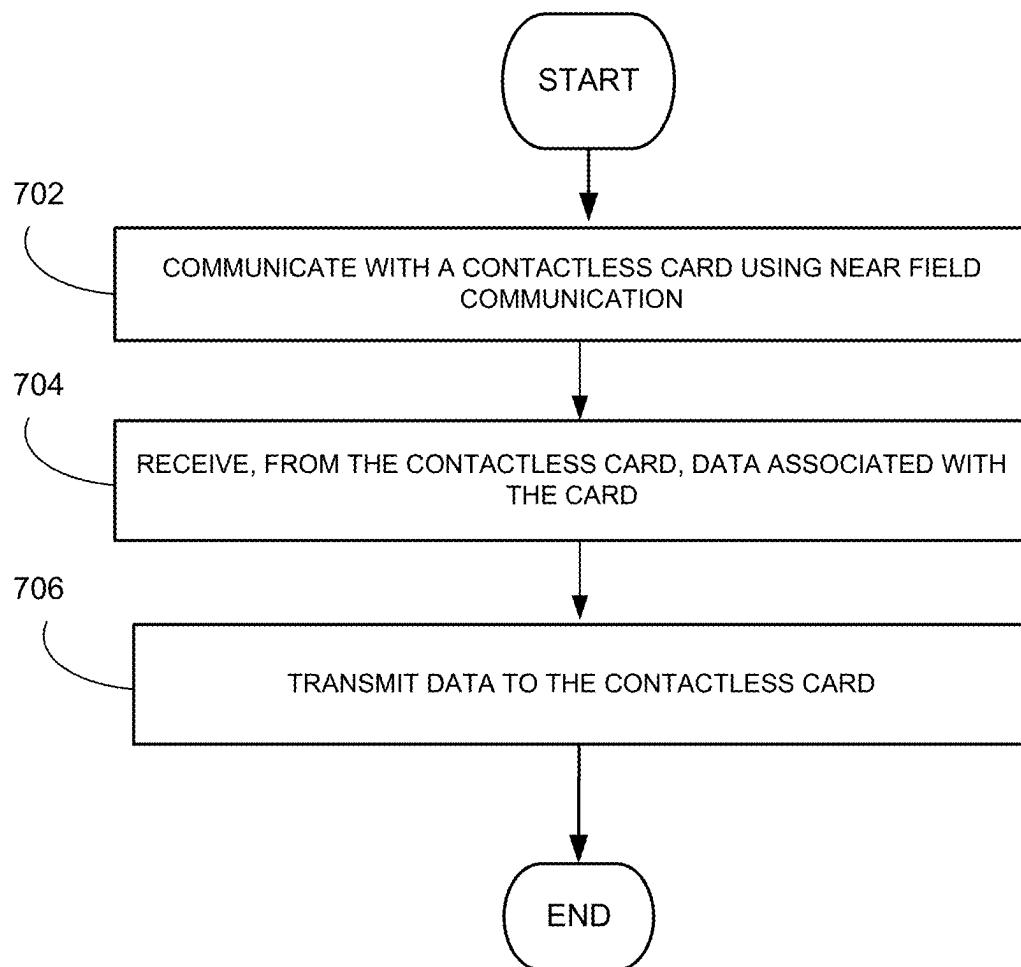 START
702
COMMUNICATE WITH A CONTACTLESS CARD USING NEAR FIELD
COMMUNICATION
704
RECEIVE, FROM THE CONTACTLESS CARD, DATA ASSOCIATED WITH
THE CARD
706
TRANSMIT DATA TO THE CONTACTLESS CARD
END